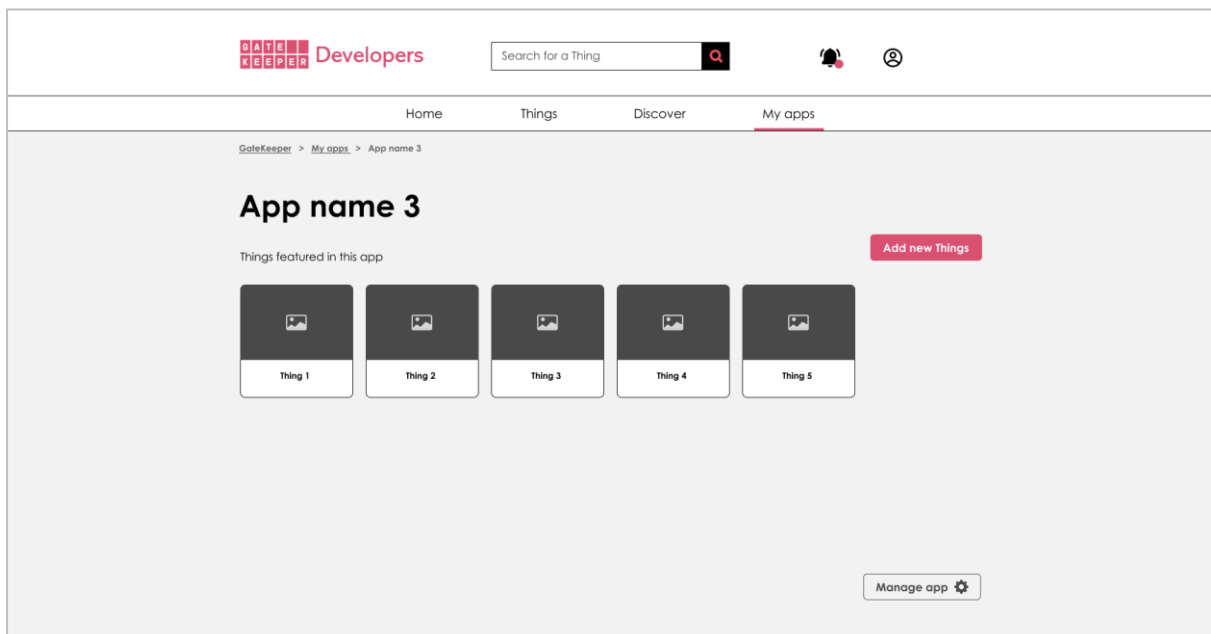 GATE
KEEPER Developers
Search for a Thing
Home Things Discover My apps
GateKeeper > My apps > App name 3
App name 3
Add new Things
Things featured in this app
Thing 1 Thing 2 Thing 3 Thing 4 Thing 5
Manage app